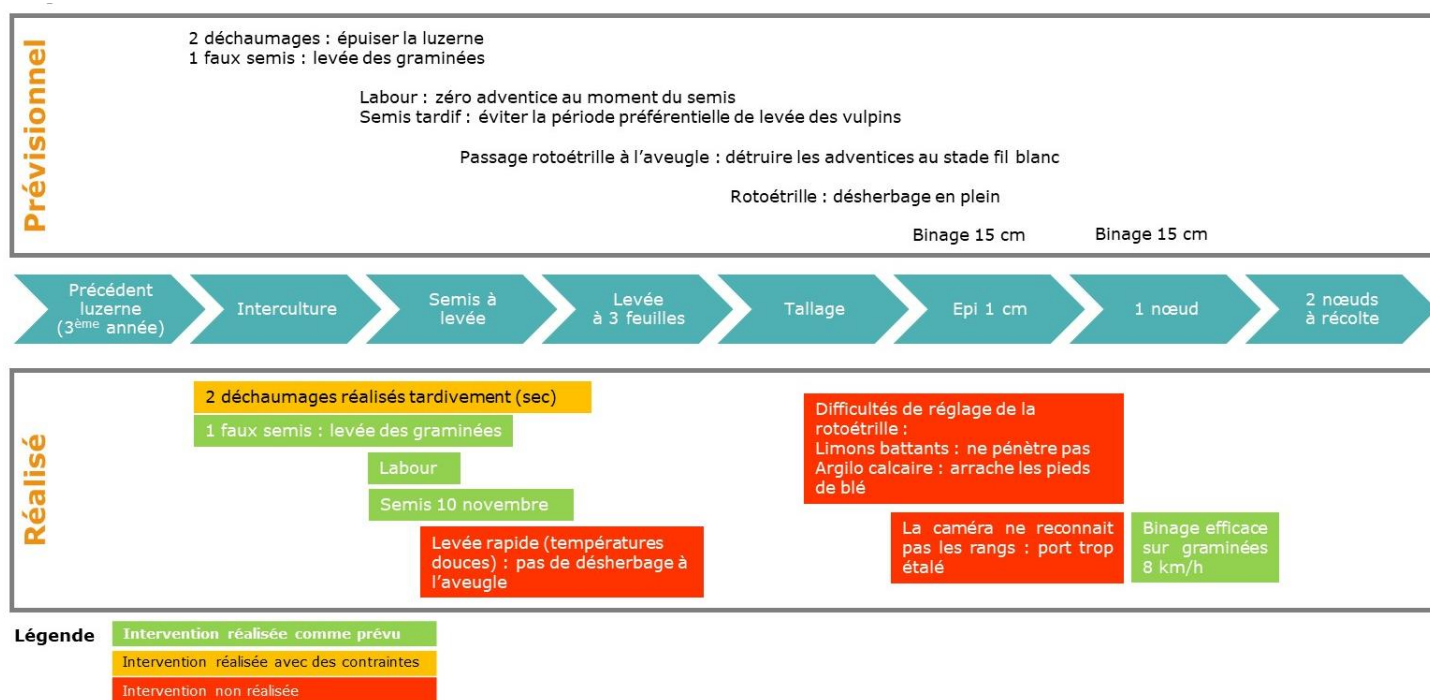 Prévisionnel
2 déchaumages : épuiser la luzerne
1 faux semis : levée des graminées
Labour : zéro adventice au moment du semis
Semis tardif : éviter la période préférentielle de levée des vulpins
Passage rotoétrille à l’aveugle : détruire les adventices au stade fil blanc
Rotoétrille : désherbage en plein
Binage 15 cm
Binage 15 cm
Précédent
luzerne
(3ème année)
Interculture
Semis à
levée
Levée
à 3 feuilles
Tallage
Epi 1 cm
1 nœud
2 nœuds
à récolte
Réalisé
2 déchaumages réalisés tardivement (sec)
1 faux semis : levée des graminées
Labour
Semis 10 novembre
Levée rapide (températures
douces) : pas de désherbage à
l’aveugle
Difficultés de réglage de la
rotoétrille :
Limons battants : ne pénètre pas
Argilo calcaire : arrache les pieds
de blé
La caméra ne reconnait
pas les rangs : port trop
étalé
Binage efficace
sur graminées
8 km/h
Légende
Intervention réalisée comme prévu
Intervention réalisée avec des contraintes
Intervention non réalisée